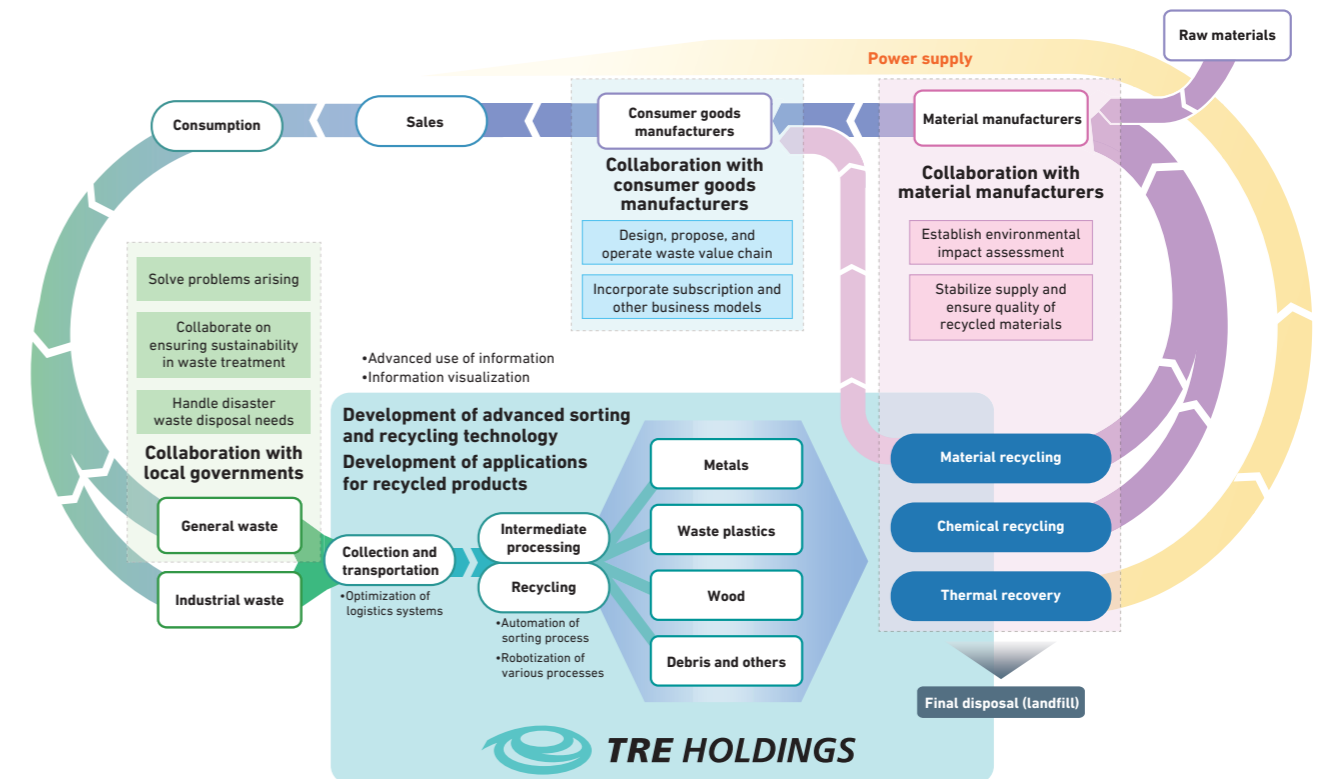 Raw materials
Power supply
Consumption
Sales
Consumer goods
manufacturers
Material manufacturers
Collaboration with
consumer goods
manufacturers
Design, propose, and
operate waste value chain
Incorporate subscription and
other business models
Collaboration with
material manufacturers
Establish environmental
impact assessment
Stabilize supply and
ensure quality of
recycled materials
Solve problems arising
Collaborate on
ensuring sustainability
in waste treatment
Handle disaster
waste disposal needs
Collaboration with
local governments
General waste
Industrial waste
•Advanced use of information
•Information visualization
Development of advanced sorting
and recycling technology
Development of applications
for recycled products
Collection and
transportation
•Optimization of
logistics systems
Intermediate
processing
Recycling
•Automation of
sorting process
•Robotization of
various processes
Metals
Waste plastics
Wood
Debris and others
Material recycling
Chemical recycling
Thermal recovery
Final disposal (landfill)
TRE HOLDINGS